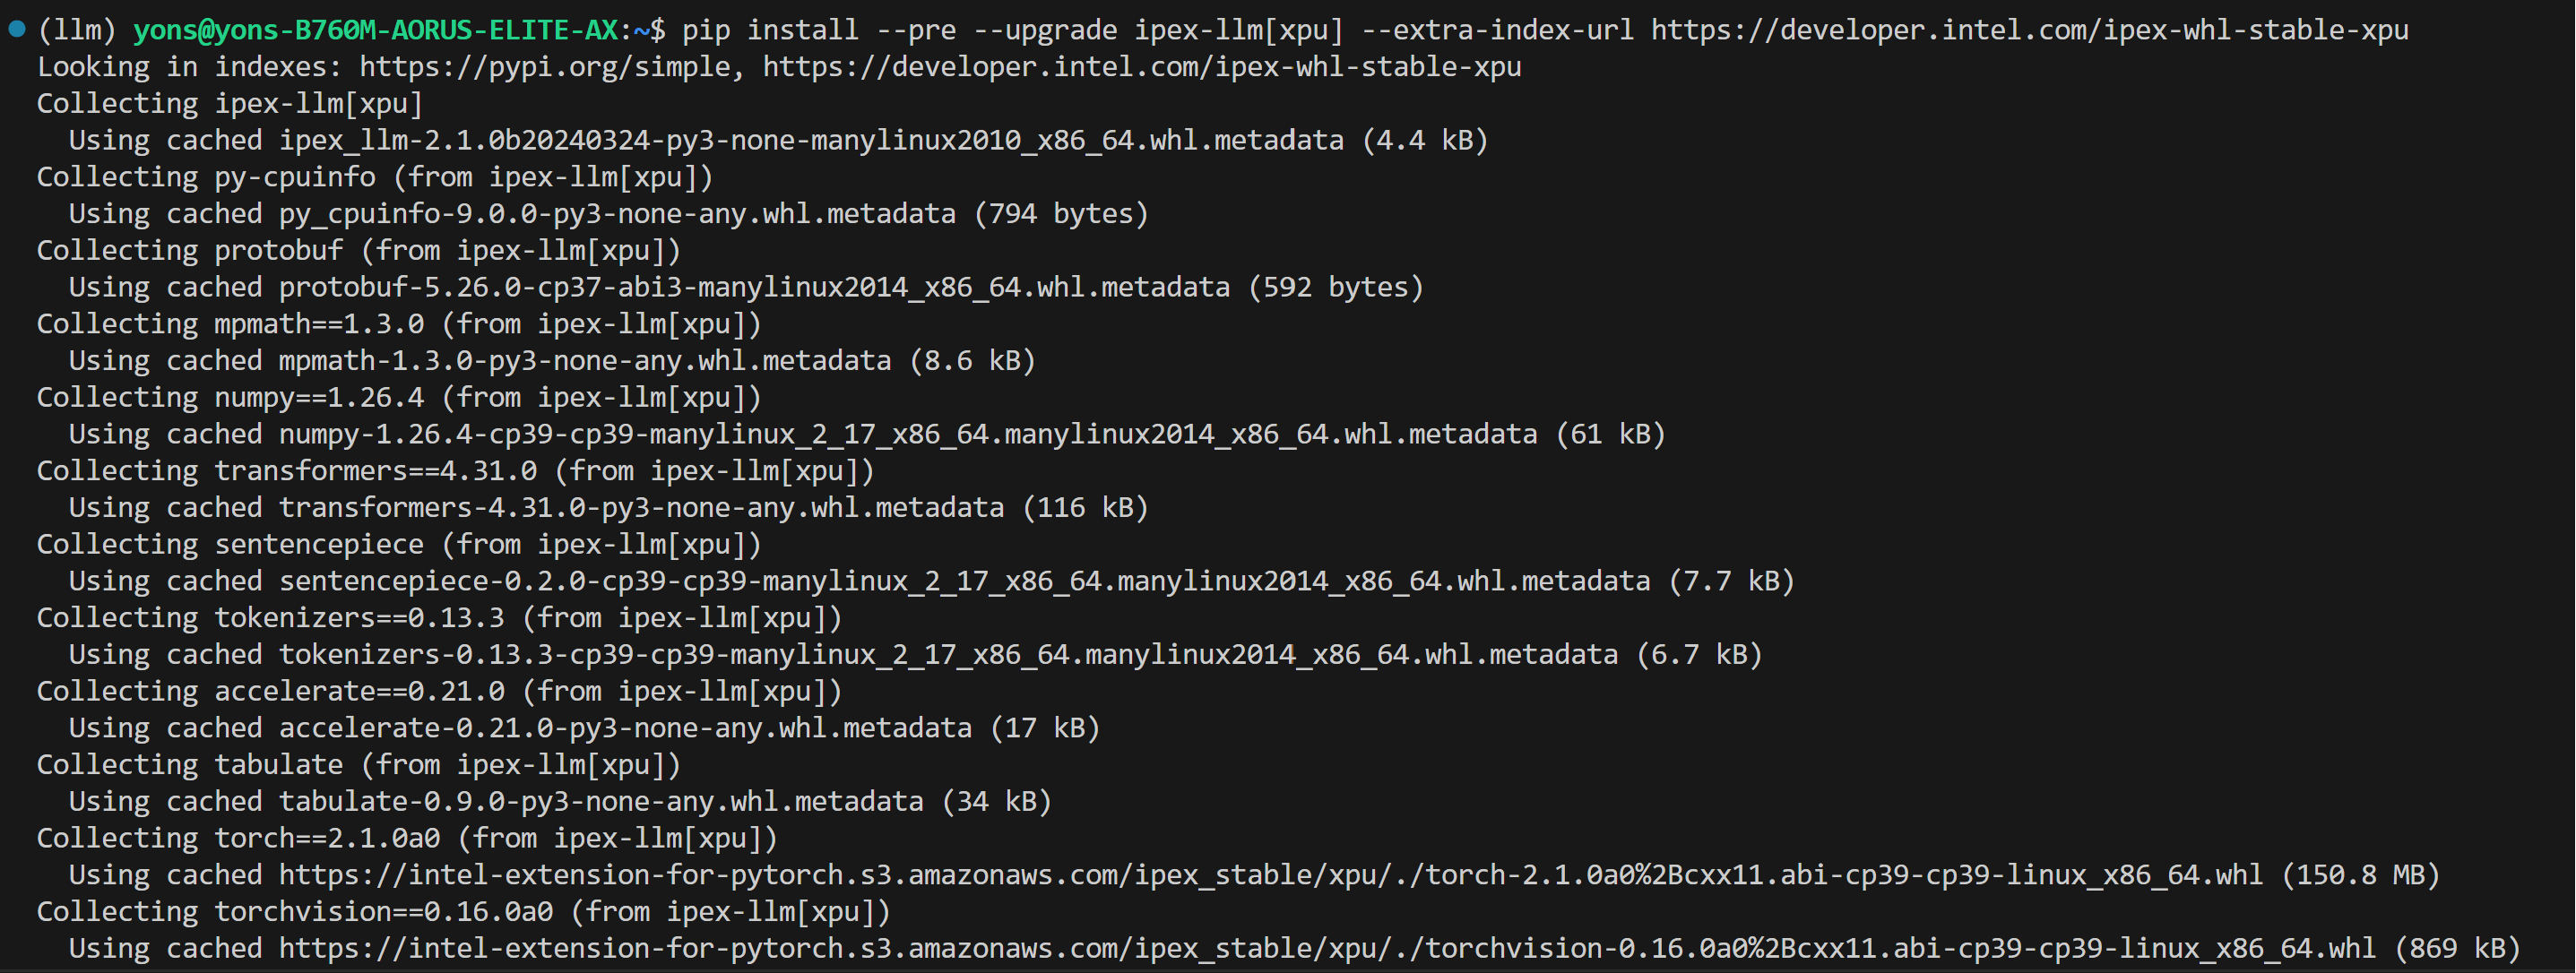 (llm) yons@yons-B760M-AORUS-ELITE-AX:~$ pip install --pre --upgrade ipex-llm[xpu] --extra-index-url https://developer.intel.com/ipex-whl-stable-xpu
Looking in indexes: https://pypi.org/simple, https://developer.intel.com/ipex-whl-stable-xpu
Collecting ipex-llm[xpu]
  Using cached ipex_llm-2.1.0b20240324-py3-none-manylinux2010_x86_64.whl.metadata (4.4 kB)
Collecting py-cpuinfo (from ipex-llm[xpu])
  Using cached py_cpuinfo-9.0.0-py3-none-any.whl.metadata (794 bytes)
Collecting protobuf (from ipex-llm[xpu])
  Using cached protobuf-5.26.0-cp37-abi3-manylinux2014_x86_64.whl.metadata (592 bytes)
Collecting mpmath==1.3.0 (from ipex-llm[xpu])
  Using cached mpmath-1.3.0-py3-none-any.whl.metadata (8.6 kB)
Collecting numpy==1.26.4 (from ipex-llm[xpu])
  Using cached numpy-1.26.4-cp39-cp39-manylinux_2_17_x86_64.manylinux2014_x86_64.whl.metadata (61 kB)
Collecting transformers==4.31.0 (from ipex-llm[xpu])
  Using cached transformers-4.31.0-py3-none-any.whl.metadata (116 kB)
Collecting sentencepiece (from ipex-llm[xpu])
  Using cached sentencepiece-0.2.0-cp39-cp39-manylinux_2_17_x86_64.manylinux2014_x86_64.whl.metadata (7.7 kB)
Collecting tokenizers==0.13.3 (from ipex-llm[xpu])
  Using cached tokenizers-0.13.3-cp39-cp39-manylinux_2_17_x86_64.manylinux2014_x86_64.whl.metadata (6.7 kB)
Collecting accelerate==0.21.0 (from ipex-llm[xpu])
  Using cached accelerate-0.21.0-py3-none-any.whl.metadata (17 kB)
Collecting tabulate (from ipex-llm[xpu])
  Using cached tabulate-0.9.0-py3-none-any.whl.metadata (34 kB)
Collecting torch==2.1.0a0 (from ipex-llm[xpu])
  Using cached https://intel-extension-for-pytorch.s3.amazonaws.com/ipex_stable/xpu/./torch-2.1.0a0%2Bcxx11.abi-cp39-cp39-linux_x86_64.whl (150.8 MB)
Collecting torchvision==0.16.0a0 (from ipex-llm[xpu])
  Using cached https://intel-extension-for-pytorch.s3.amazonaws.com/ipex_stable/xpu/./torchvision-0.16.0a0%2Bcxx11.abi-cp39-cp39-linux_x86_64.whl (869 kB)